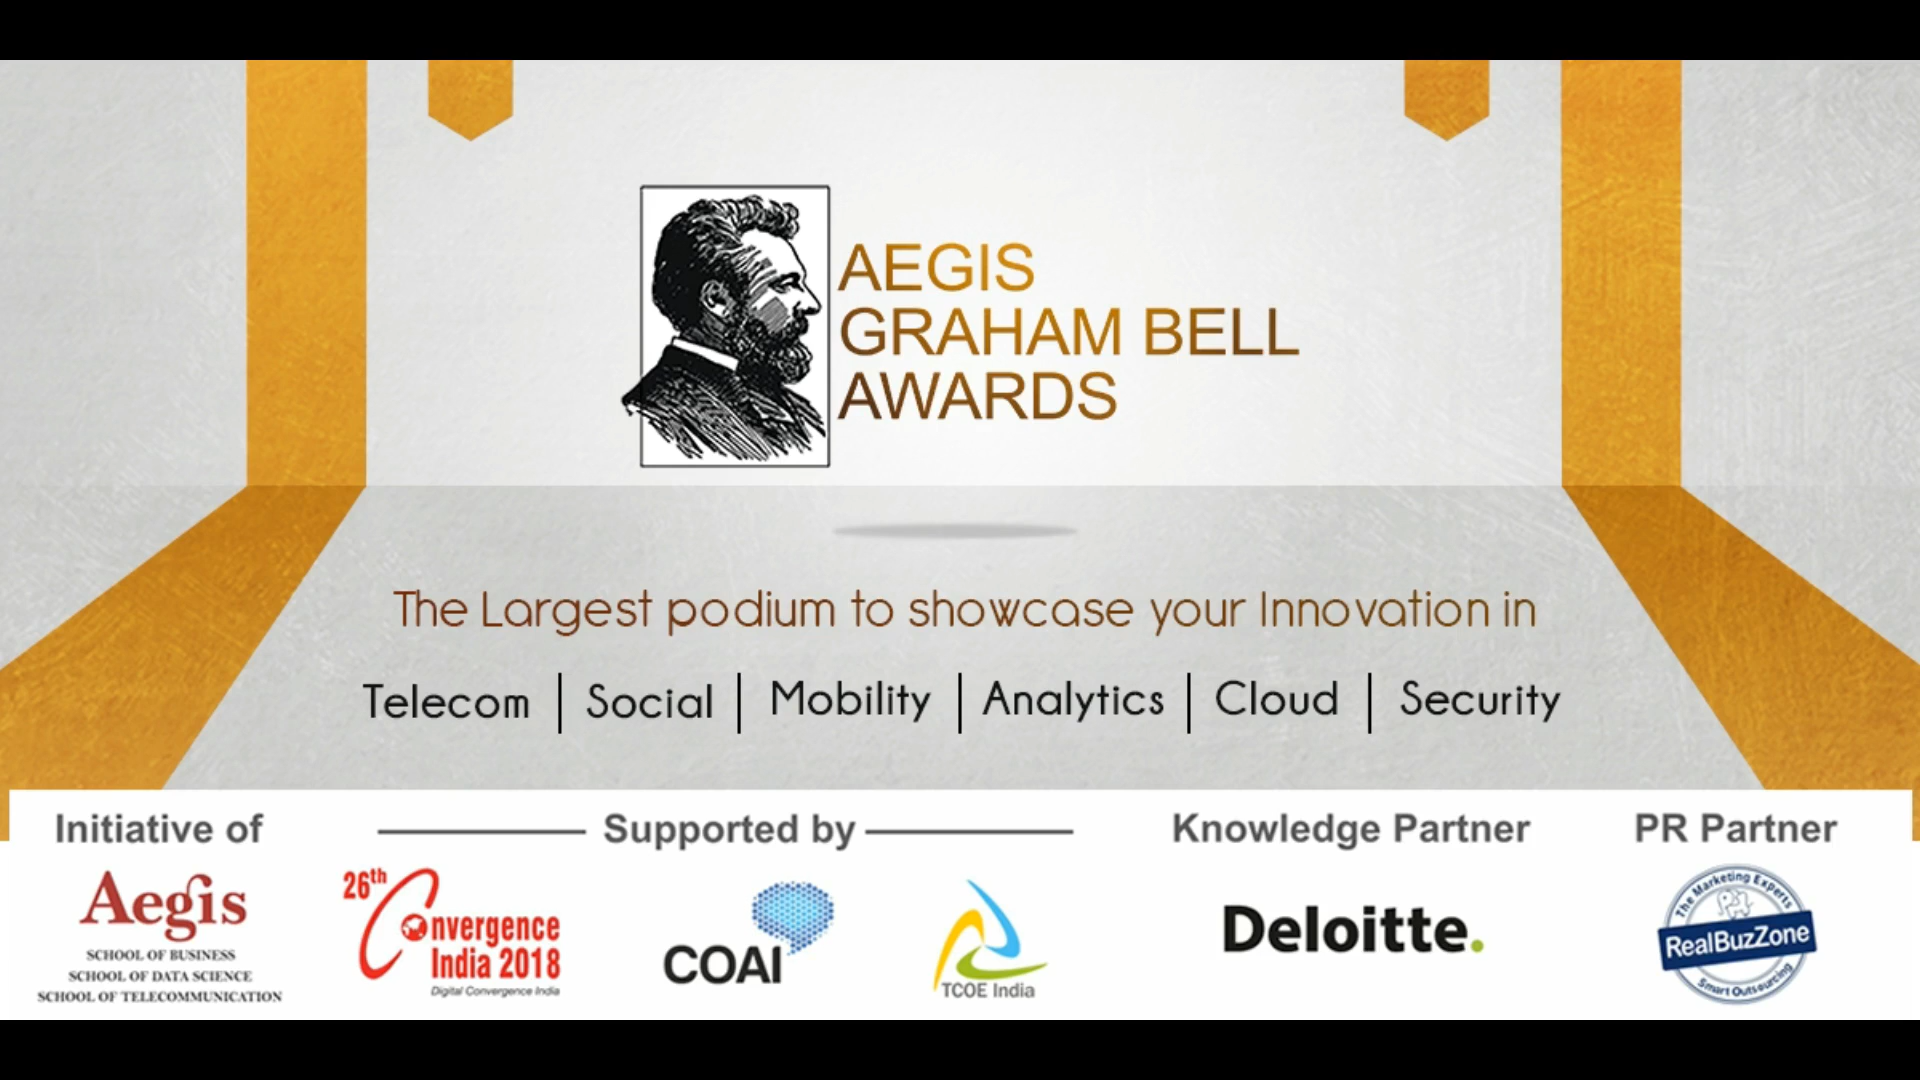 AEGIS
GRAHAM BELL
AWARDS
The Largest podium to showcase your Innovation in
Telecom | Social | Mobility | Analytics | Cloud | Security
Initiative of
Aegis
SCHOOL OF BUSINESS
SCHOOL OF DATA SCIENCE
SCHOOL OF TELECOMMUNICATION
Supported by
26th
Convergence
India 2018
Digital Convergence India
COAI
TCOE India
Knowledge Partner
Deloitte.
PR Partner
The Marketing Experts
RealBuzZone
Smart Outsourcing